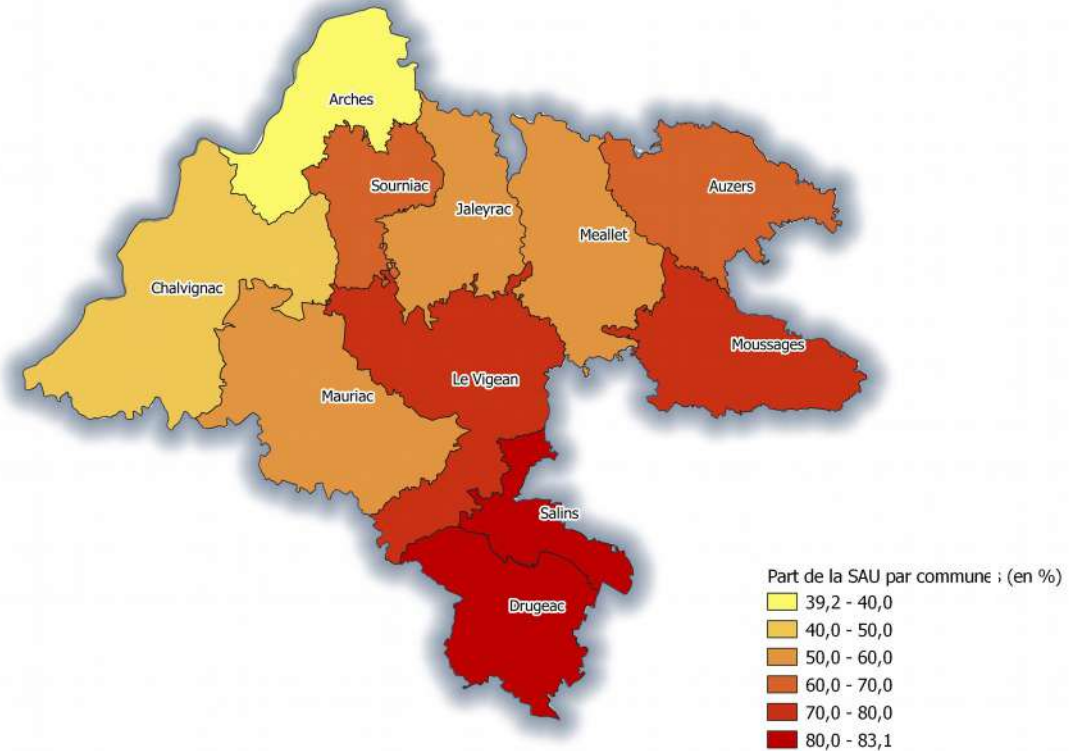 Arches
Sourniac
Auzers
Jaleyrac
Meallet
Chalvignac
Moussages
Le Vigean
Mauriac
Salins
Drugeac
Part de la SAU par communes (en %)
39,2 - 40,0
40,0 - 50,0
50,0 - 60,0
60,0 - 70,0
70,0 - 80,0
80,0 - 83,1